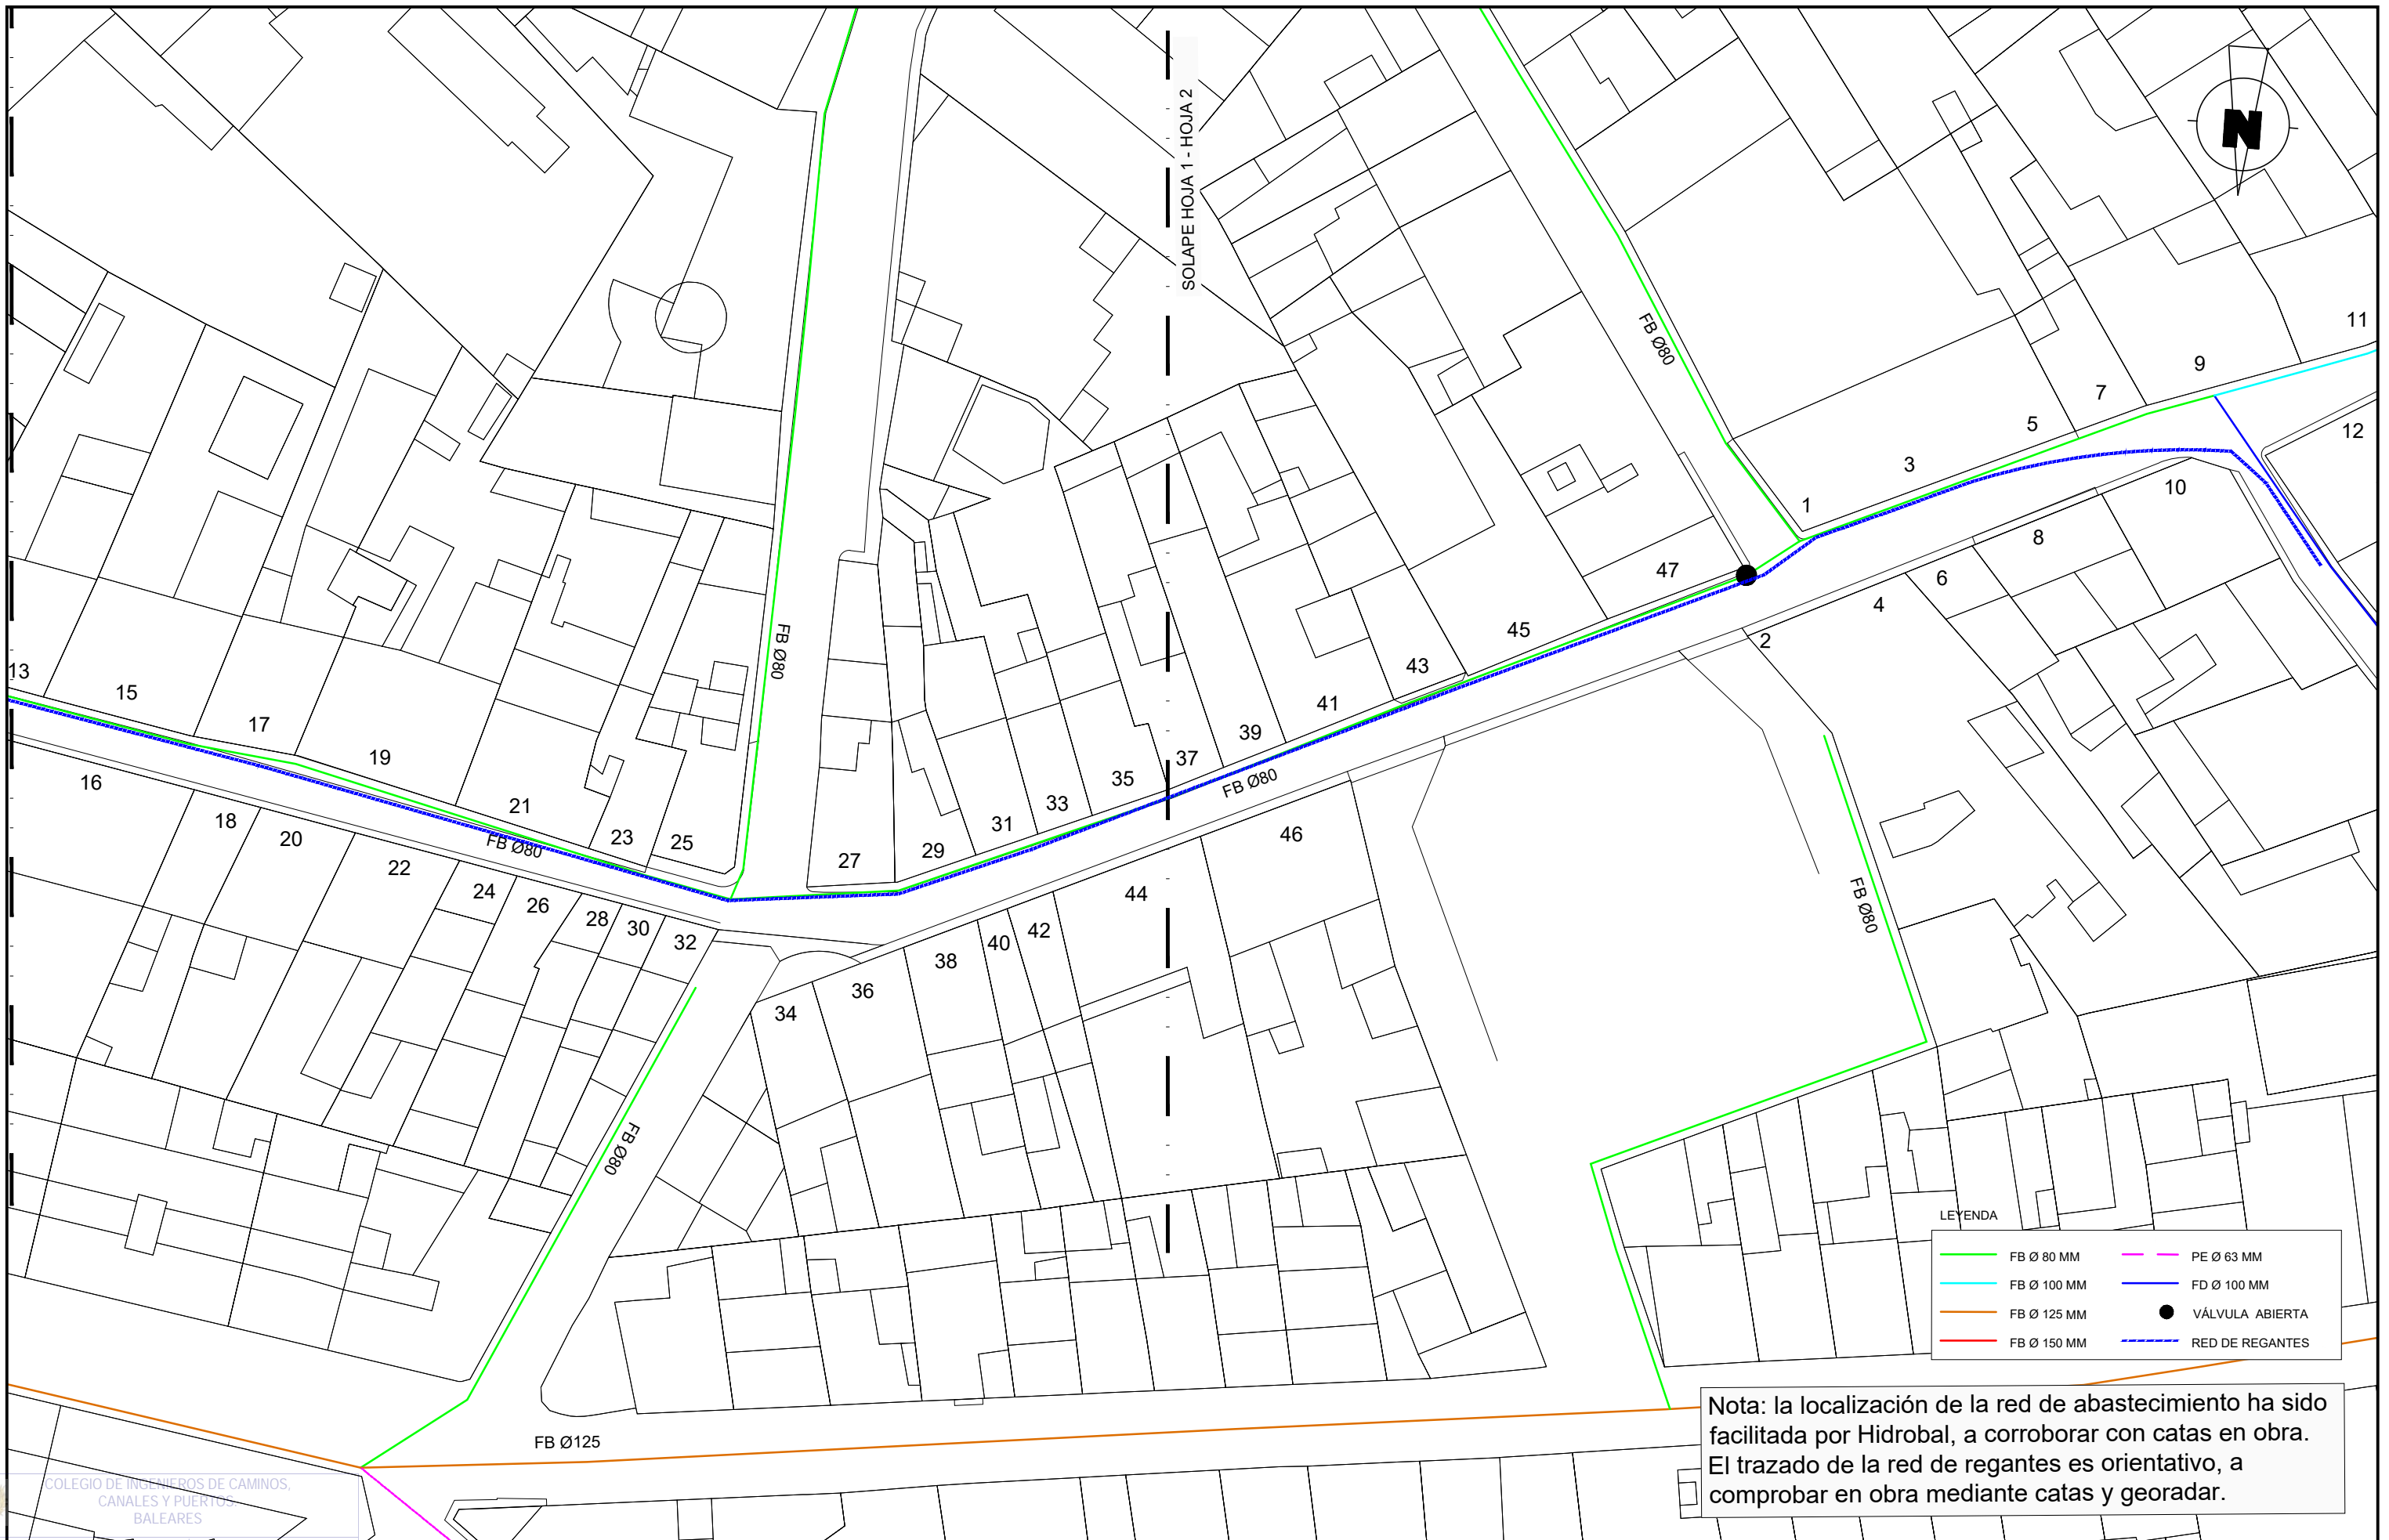 SOLAPE HOJA 1 - HOJA 2
N
FB Ø80
11
9
7
5
3
1
12
10
8
6
4
2
47
45
43
41
39
37
35
33
31
29
27
FB Ø80
FB Ø80
13
15
17
19
21
23
25
FB Ø80
16
18
20
22
24
26
28
30
32
34
36
38
40
42
44
46
FB Ø80
FB Ø80
FB Ø125
LEYENDA
FB Ø 80 MM
PE Ø 63 MM
FB Ø 100 MM
FD Ø 100 MM
FB Ø 125 MM
VÁLVULA ABIERTA
FB Ø 150 MM
RED DE REGANTES
Nota: la localización de la red de abastecimiento ha sido
facilitada por Hidrobal, a corroborar con catas en obra.
El trazado de la red de regantes es orientativo, a
comprobar en obra mediante catas y georadar.
COLEGIO DE INGENIEROS DE CAMINOS,
CANALES Y PUERTOS.
BALEARES